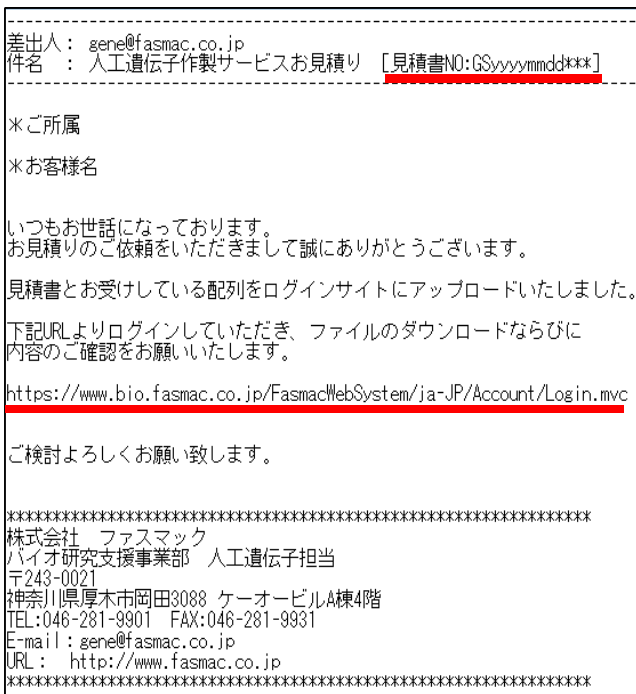 ----------------------------------------------------------------------
差出人： gene@fasmac.co.jp
件名　： 人工遺伝子作製サービスお見積り　[見積書NO:GSyyyymmdd***]
----------------------------------------------------------------------
＊ご所属
＊お客様名
いつもお世話になっております。
お見積りのご依頼をいただきまして誠にありがとうございます。
見積書とお受けしている配列をログインサイトにアップロードいたしました。
下記URLよりログインしていただき、ファイルのダウンロードならびに
内容のご確認をお願いいたします。
https://www.bio.fasmac.co.jp/FasmacWebSystem/ja-JP/Account/Login.mvc
ご検討よろしくお願い致します。
*****************************************************************
株式会社　ファスマック
バイオ研究支援事業部　人工遺伝子担当
〒243-0021
神奈川県厚木市岡田3088 ケーオービルA棟4階
TEL:046-281-9901　FAX:046-281-9931
E-mail：gene@fasmac.co.jp
URL：　http://www.fasmac.co.jp
*****************************************************************